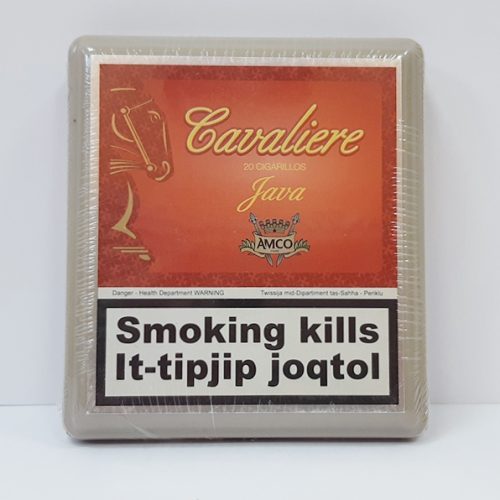 Cavaliere
20 CIGARILLOS
Java
AMCO
Danger - Health Department WARNING
Twissija mid-Dipartiment tas-Sahha - Periklu
Smoking kills
It-tipjip joqtol